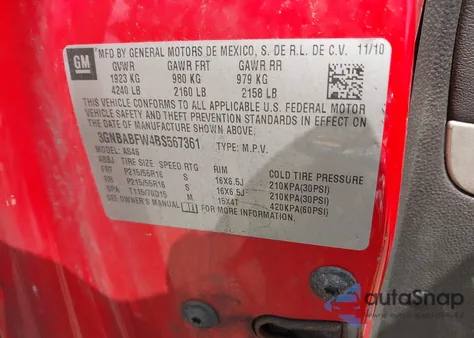 GM
MFD BY GENERAL MOTORS DE MEXICO, S. DE R.L. DE C.V. 11/10
GVWR GAWR FRT GAWR RR
1923 KG 980 KG 979 KG
4240 LB 2160 LB 2158 LB
THIS VEHICLE CONFORMS TO ALL APPLICABLE U.S. FEDERAL MOTOR
VEHICLE SAFETY AND THEFT PREVENTION STANDARDS IN EFFECT ON
THE DATE OF MANUFACTURE SHOWN ABOVE.
3GNBABFW4BS567361 TYPE: M.P.V.
TIRE SIZE SPEED RTG RIM COLD TIRE PRESSURE
FRT P215/55R16 S 16X6.5J 210KPA(30PSI)
RR P215/55R16 S 16X6.5J 210KPA(30PSI)
SPA T115/70D15 M 15X4T 420KPA(60PSI)
SEE OWNER'S MANUAL FOR MORE INFORMATION
autoSnap